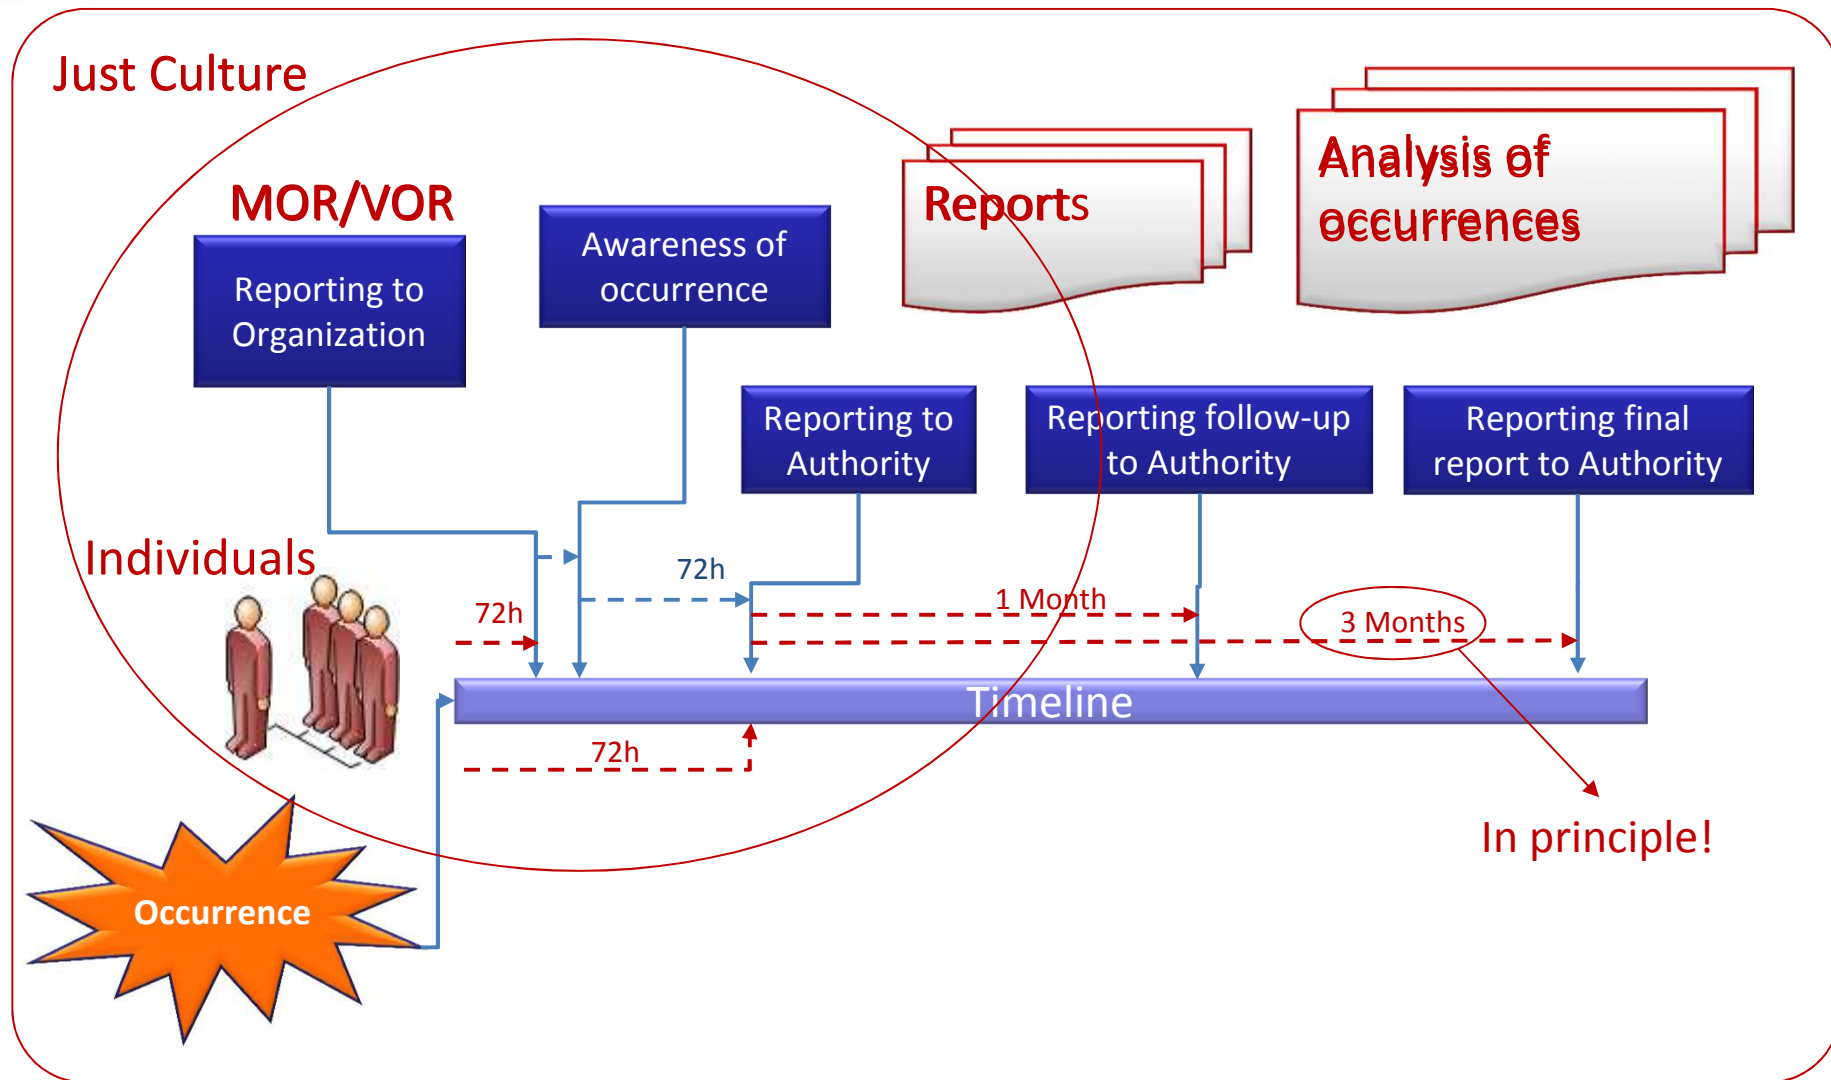 Just Culture
MOR/VOR
Reporting to
Organization
Awareness of
occurrence
Reports
Analysis of
occurrences
Reporting to
Authority
Reporting follow-up
to Authority
Reporting final
report to Authority
Individuals
72h
72h
1 Month
3 Months
Timeline
72h
In principle!
Occurrence